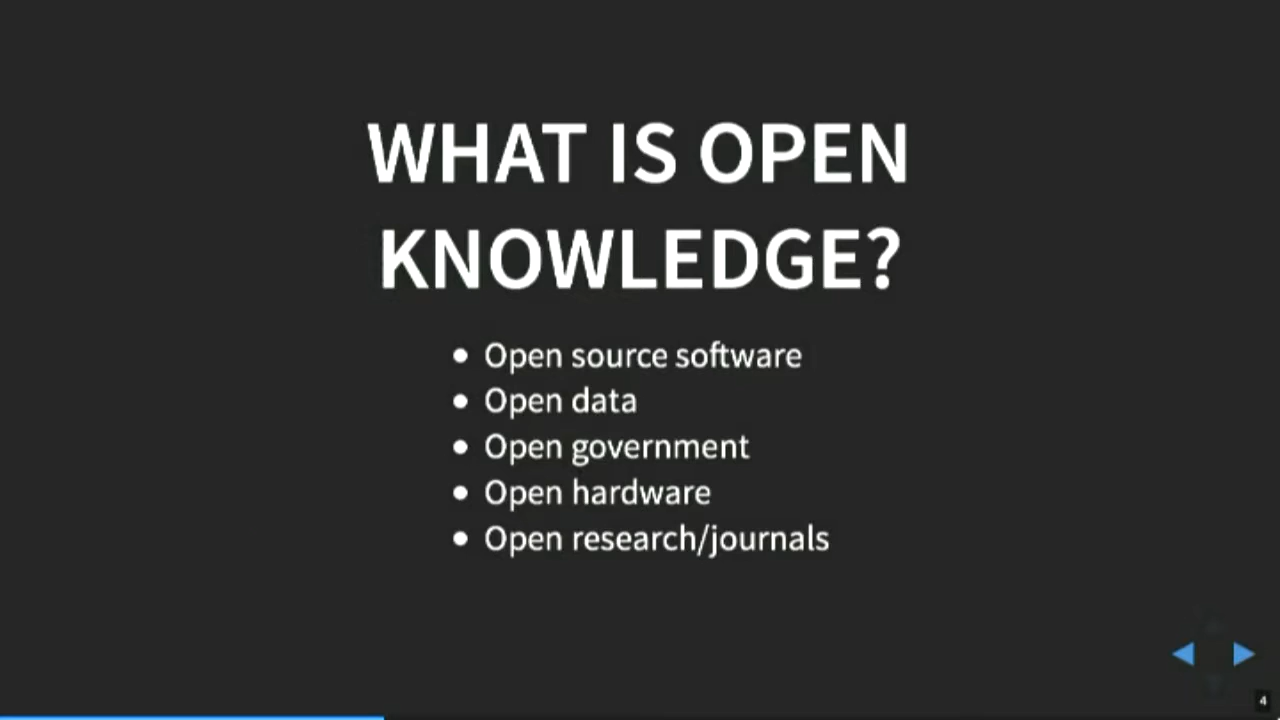 WHAT IS OPEN
KNOWLEDGE?
• Open source software
• Open data
• Open government
• Open hardware
• Open research/journals
4